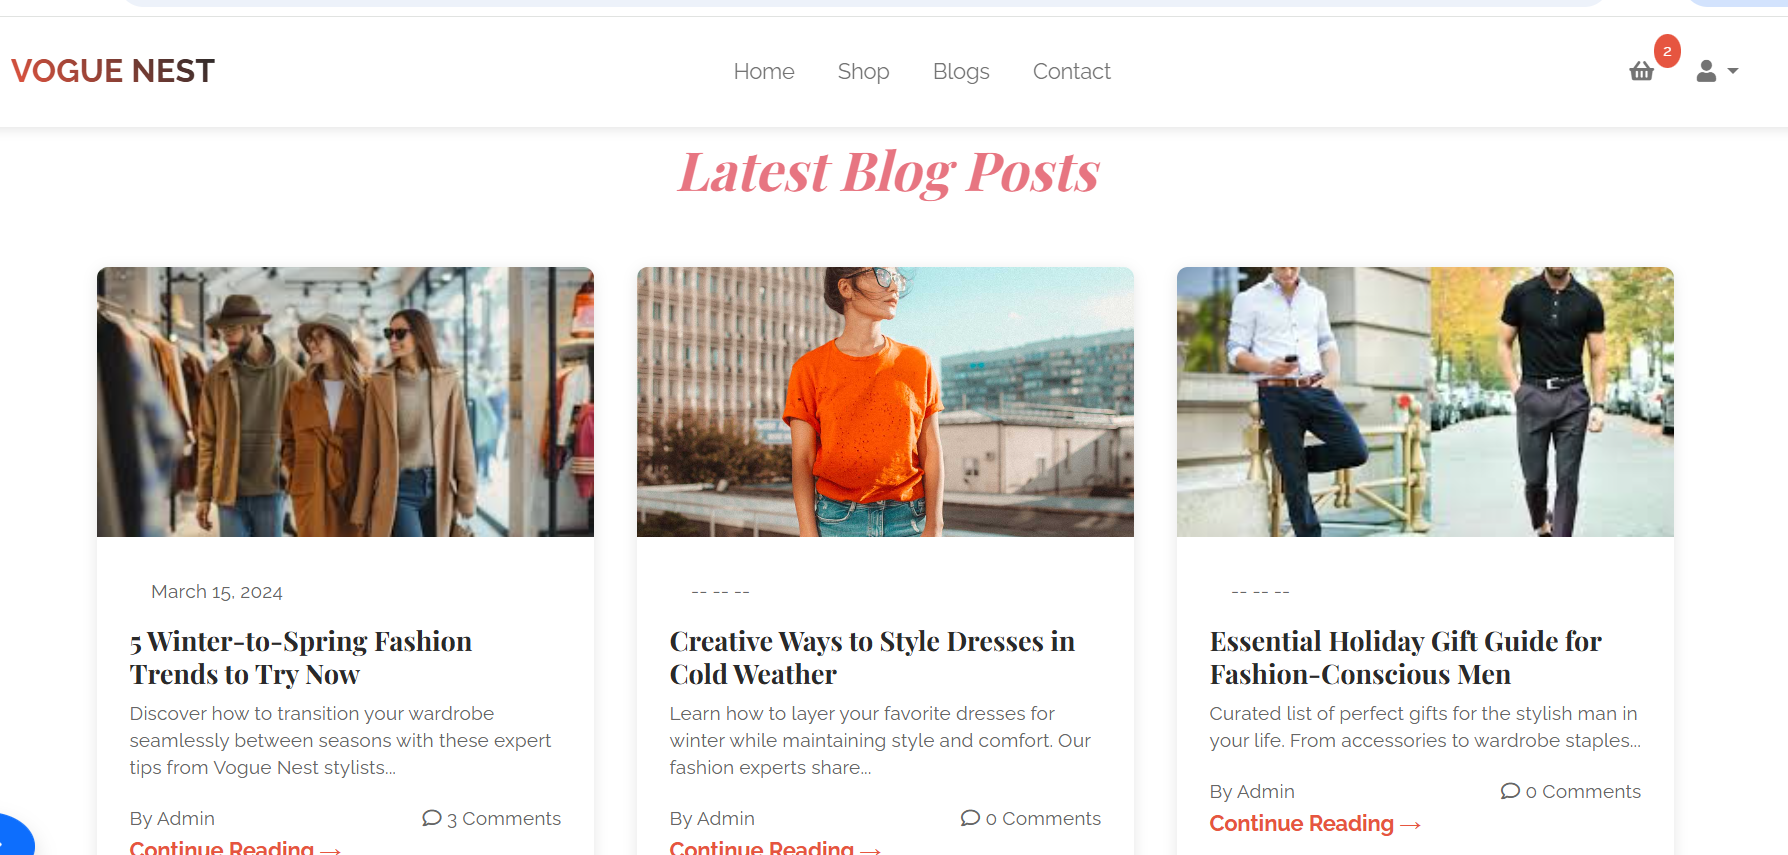 VOGUE NEST
Home Shop Blogs Contact
2
Latest Blog Posts
March 15, 2024
5 Winter-to-Spring Fashion
Trends to Try Now
Discover how to transition your wardrobe
seamlessly between seasons with these expert
tips from Vogue Nest stylists...
By Admin 3 Comments
Continue Reading →
-- -- --
Creative Ways to Style Dresses in
Cold Weather
Learn how to layer your favorite dresses for
winter while maintaining style and comfort. Our
fashion experts share...
By Admin 0 Comments
Continue Reading →
-- -- --
Essential Holiday Gift Guide for
Fashion-Conscious Men
Curated list of perfect gifts for the stylish man in
your life. From accessories to wardrobe staples...
By Admin 0 Comments
Continue Reading →